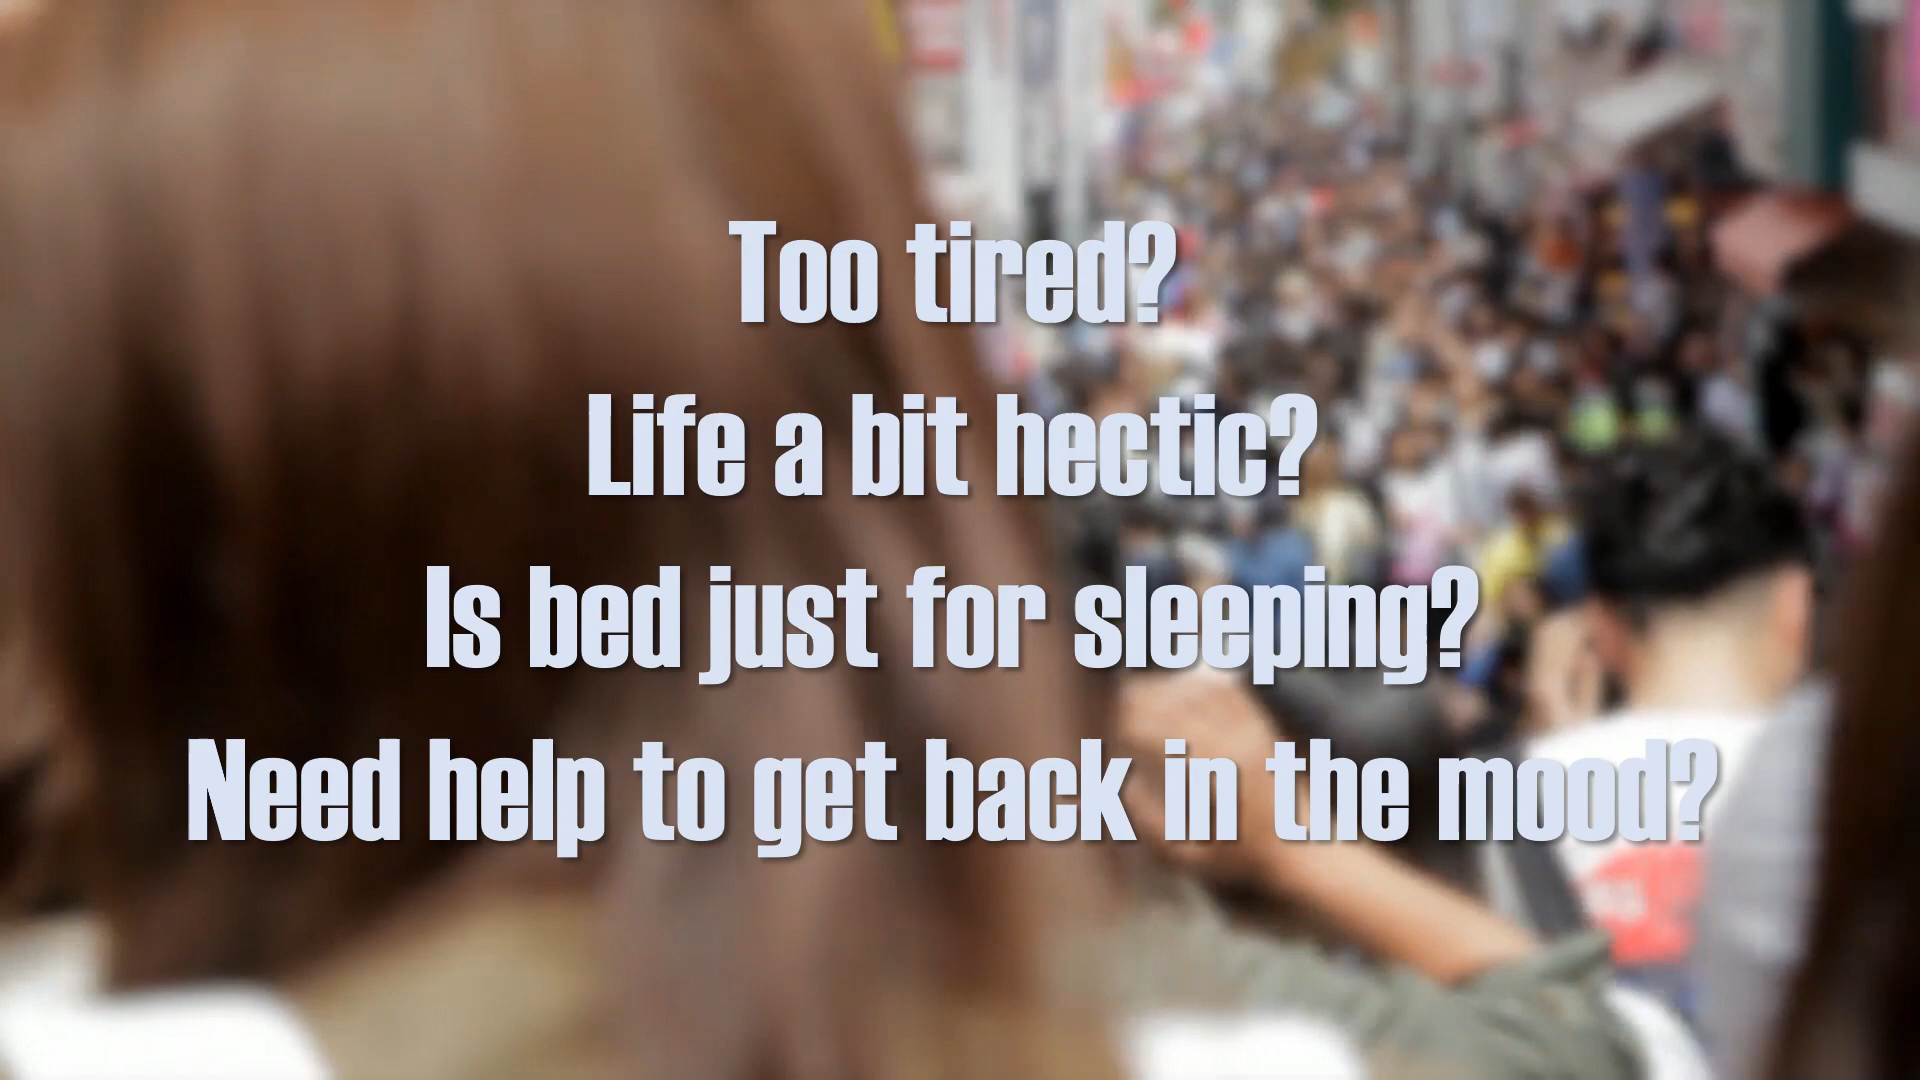 Too tired?
Life a bit hectic?
Is bed just for sleeping?
Need help to get back in the mood?